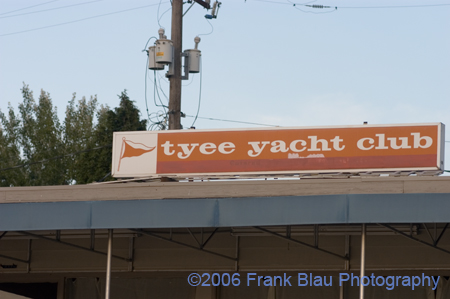 tyee yacht club
©2006 Frank Blau Photography